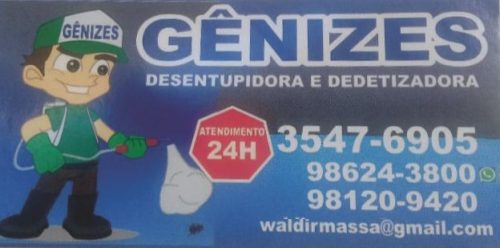 GÊNIZES
GÊNIZES
DESENTUPIDORA E DEDETIZADORA
ATENDIMENTO
24H
3547-6905
98624-3800
98120-9420
waldirmassa@gmail.com